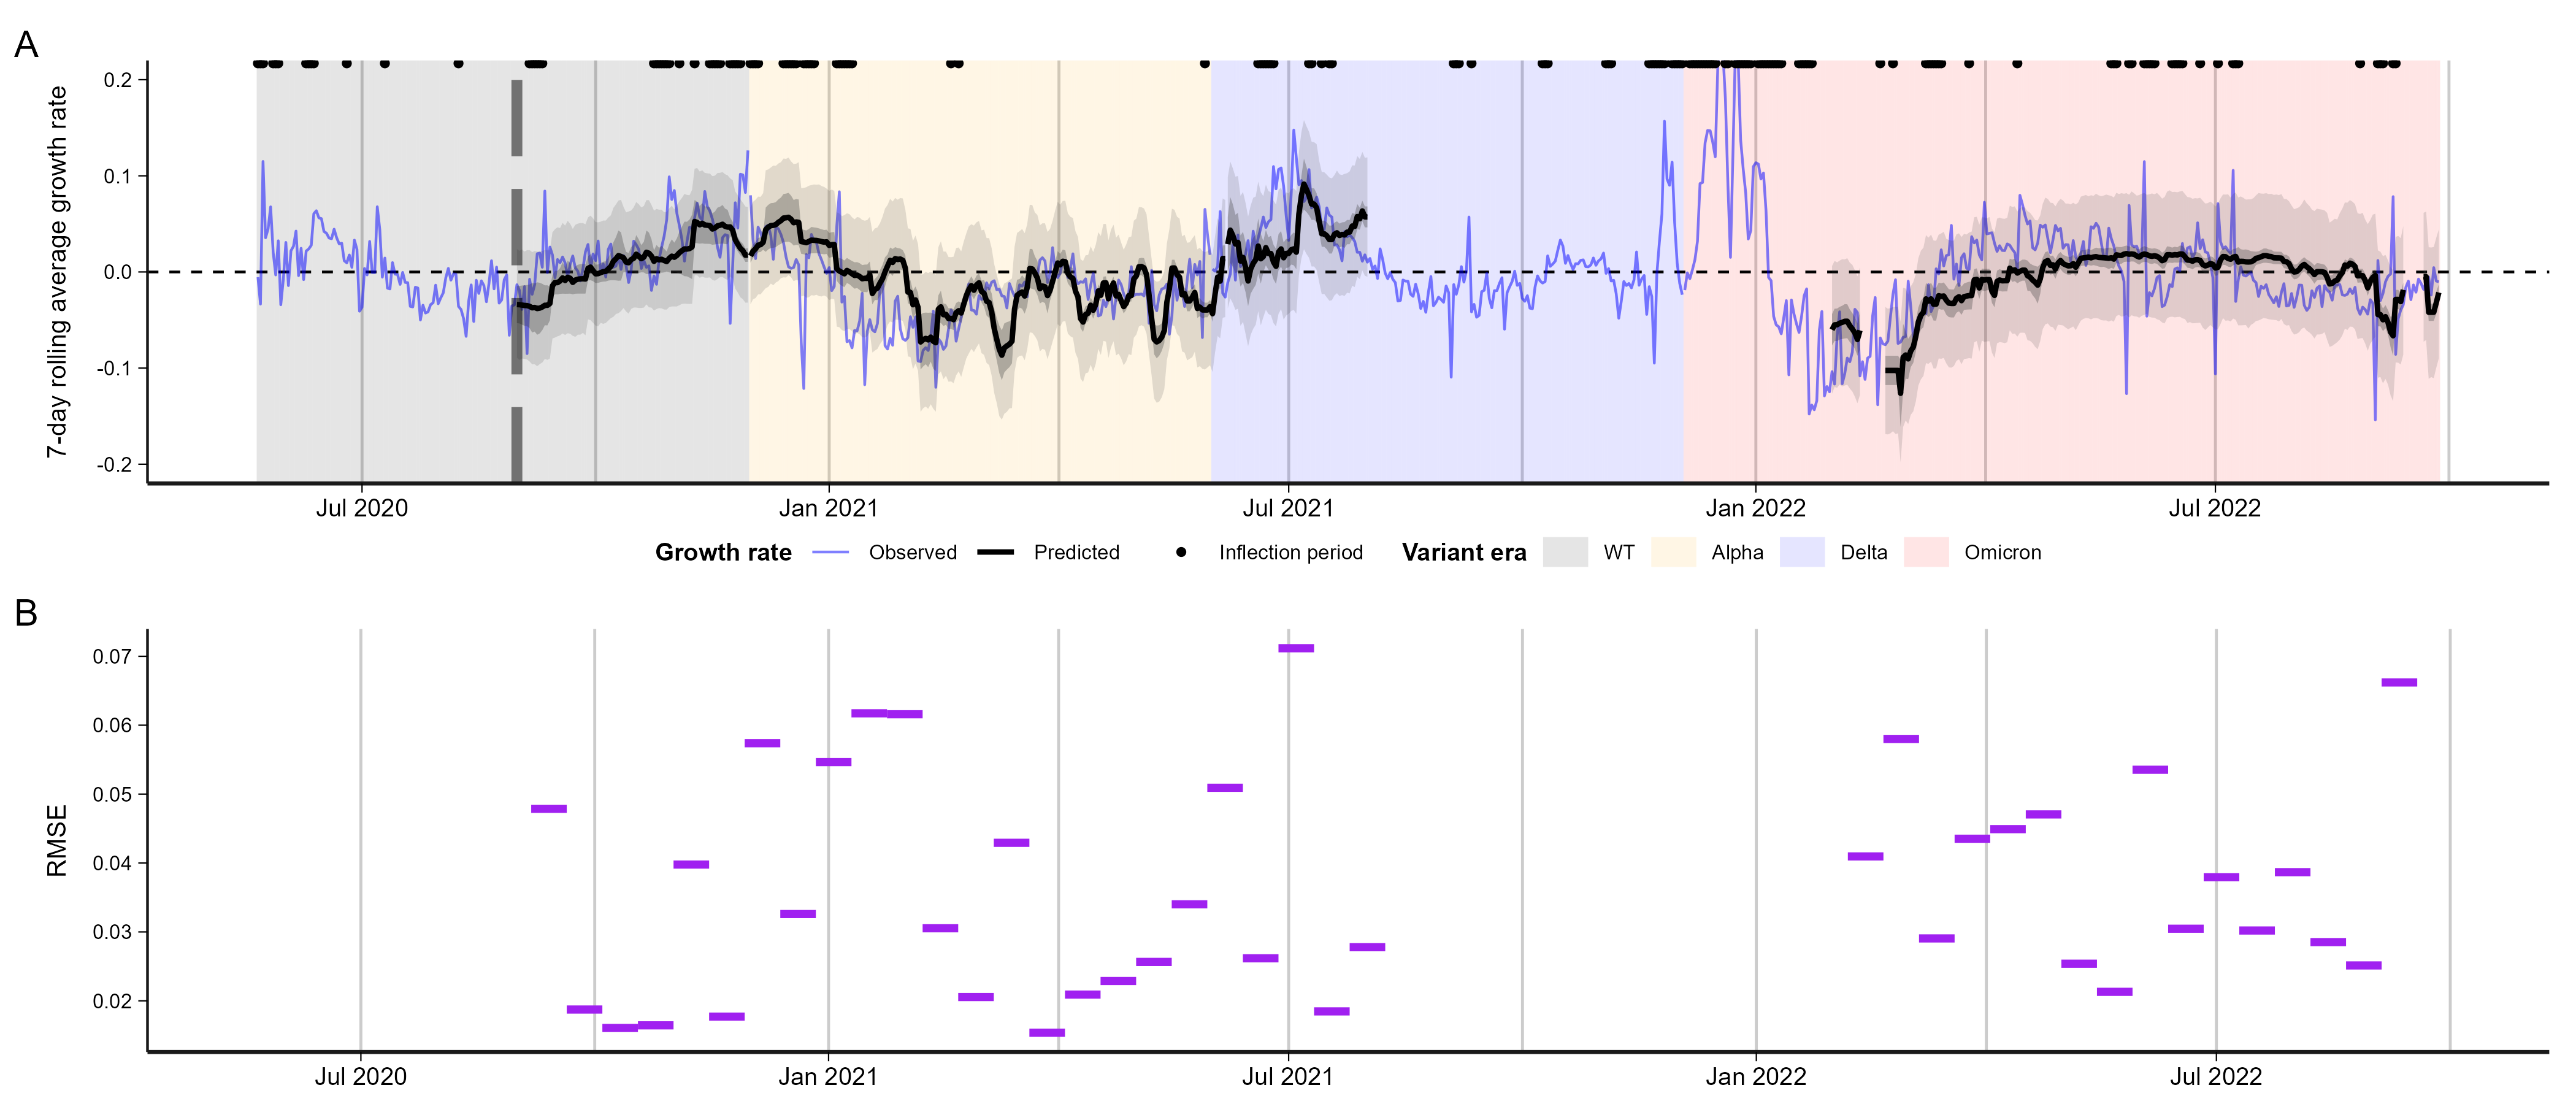 A
7-day rolling average growth rate
0.2
0.1
0.0
-0.1
-0.2
Jul 2020
Jan 2021
Jul 2021
Jan 2022
Jul 2022
Growth rate
Observed
Predicted
Inflection period
Variant era
WT
Alpha
Delta
Omicron
B
RMSE
0.07
0.06
0.05
0.04
0.03
0.02
Jul 2020
Jan 2021
Jul 2021
Jan 2022
Jul 2022